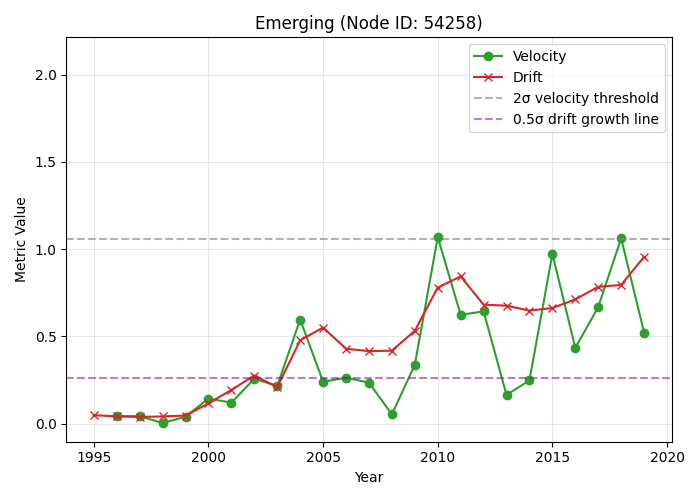 Emerging (Node ID: 54258)
Velocity
Drift
2σ velocity threshold
0.5σ drift growth line
Metric Value
2.0
1.5
1.0
0.5
0.0
1995
2000
2005
2010
2015
2020
Year